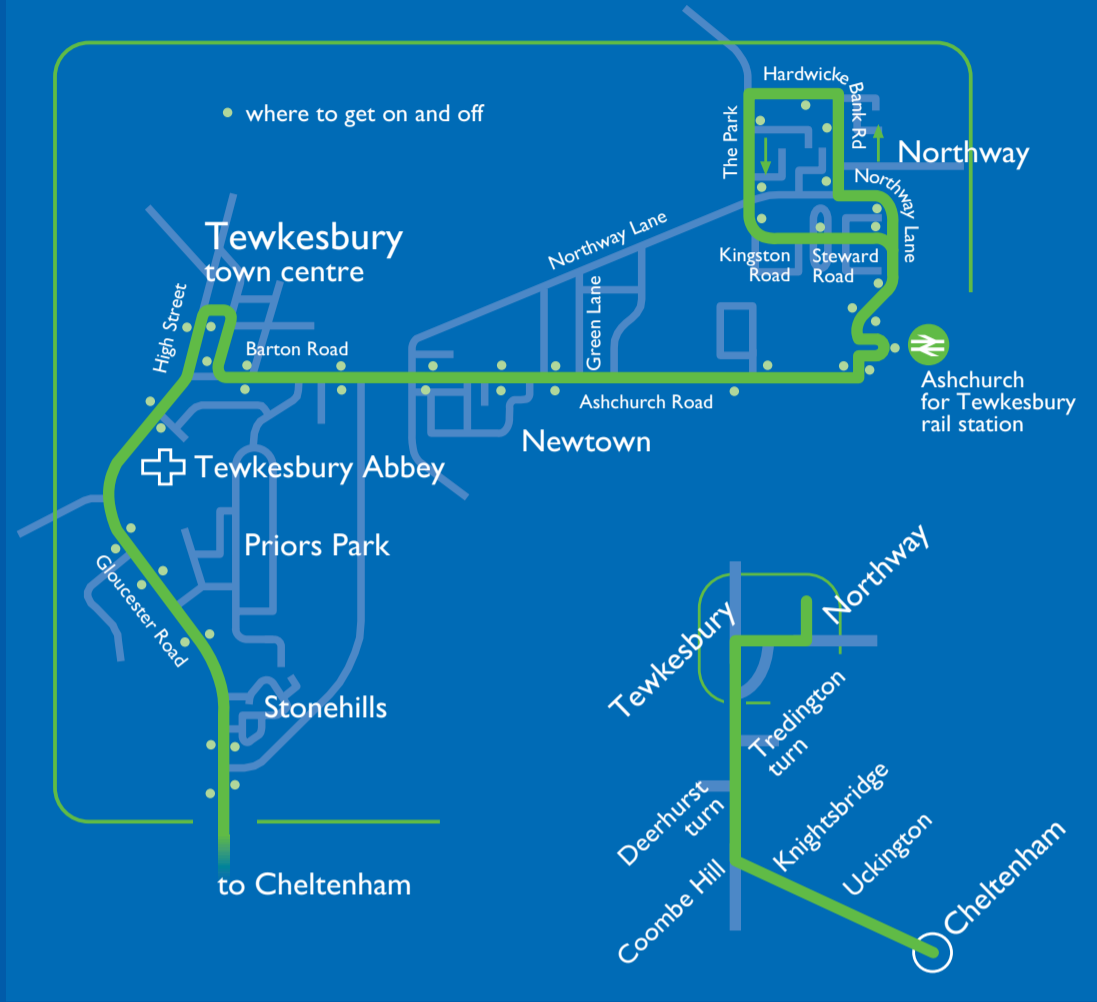 where to get on and off
Hardwicke
Bank Rd
The Park
Northway
Northway Lane
Kingston
Road
Steward
Road
Northway Lane
Green Lane
Tewkesbury
town centre
High Street
Barton Road
Ashchurch Road
Newtown
Ashchurch
for Tewkesbury
rail station
Tewkesbury Abbey
Priors Park
Gloucester Road
Stonehills
to Cheltenham
Northway
Tewkesbury
Tredington
turn
Deerhurst
turn
Knightsbridge
Uckington
Coombe Hill
Cheltenham